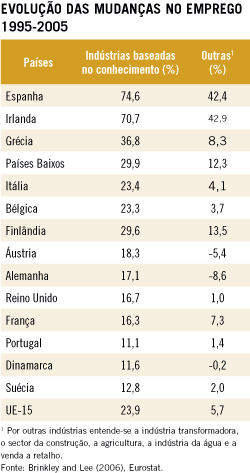 EVOLUÇÃO DAS MUDANÇAS NO EMPREGO
1995-2005
Países Indústrias baseadas no conhecimento (%) Outras¹ (%)
Espanha 74,6 42,4
Irlanda 70,7 42,9
Grécia 36,8 8,3
Países Baixos 29,9 12,3
Itália 23,4 4,1
Bélgica 23,3 3,7
Finlândia 29,6 13,5
Áustria 18,3 -5,4
Alemanha 17,1 -8,6
Reino Unido 16,7 1,0
França 16,3 7,3
Portugal 11,1 1,4
Dinamarca 11,6 -0,2
Suécia 12,8 2,0
UE-15 23,9 5,7
¹ Por outras indústrias entende-se a indústria transformadora,
o sector da construção, a agricultura, a indústria da água e a
venda a retalho.
Fonte: Brinkley and Lee (2006), Eurostat.